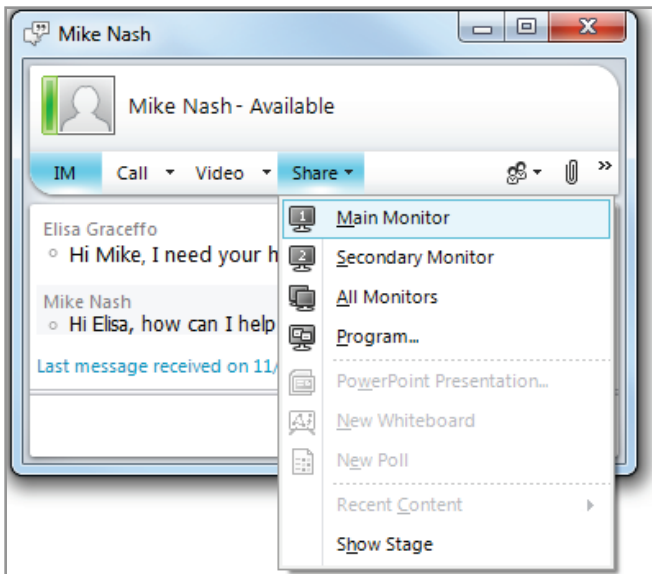 Mike Nash
Mike Nash - Available
IM Call Video Share
Elisa Graceffo
Hi Mike, I need your h
Mike Nash
Hi Elisa, how can I help
Last message received on 11/
1 Main Monitor
2 Secondary Monitor
All Monitors
Program...
PowerPoint Presentation...
New Whiteboard
New Poll
Recent Content
Show Stage